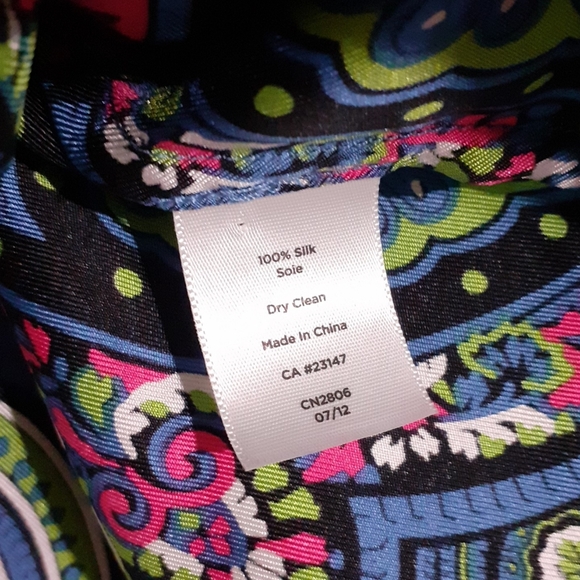 100% Silk
Soie
Dry Clean
Made In China
CA #23147
CN2806
07/12